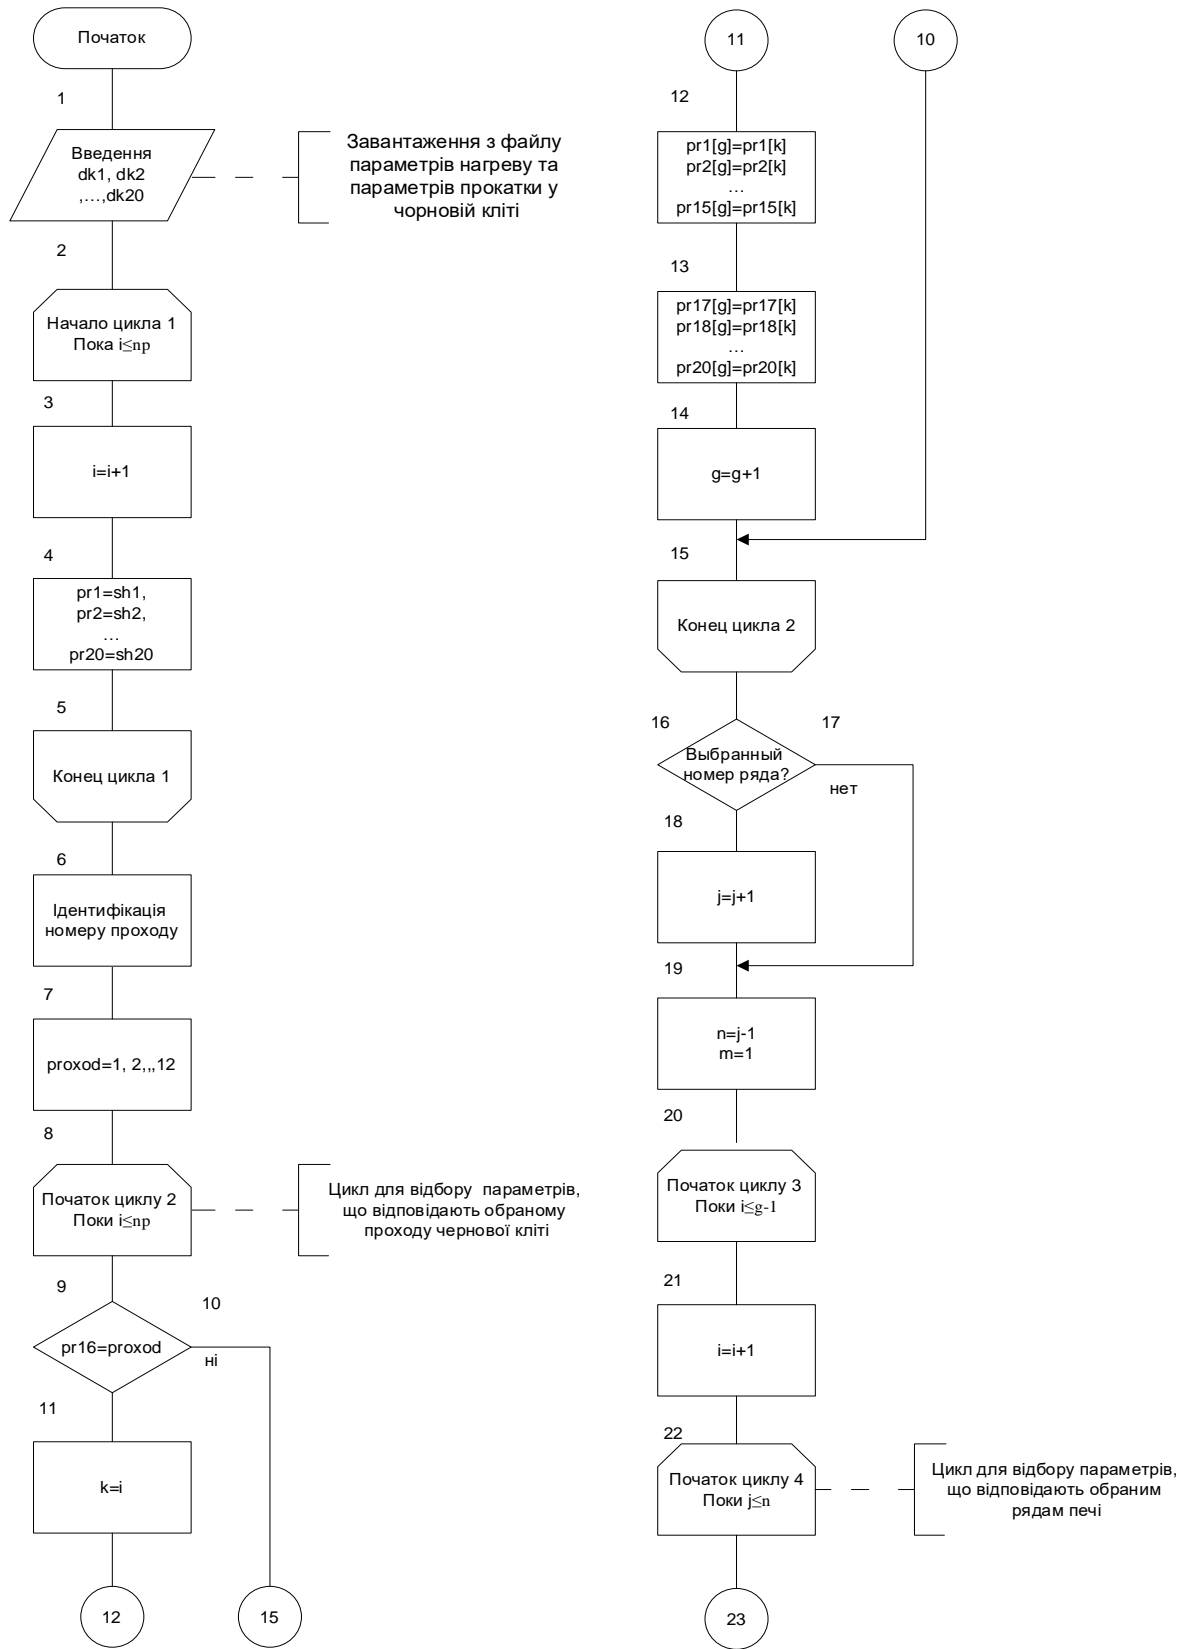 Початок
1
Введення
dk1, dk2
,…,dk20
Завантаження з файлу
параметрів нагреву та
параметрів прокатки у
чорновій кліті
2
Начало цикла 1
Пока i≤np
3
i=i+1
4
pr1=sh1,
pr2=sh2,
…
pr20=sh20
5
Конец цикла 1
6
Ідентифікація
номеру проходу
7
proxod=1, 2,,,12
8
Початок циклу 2
Поки i≤np
Цикл для відбору параметрів,
що відповідають обраному
проходу чернової кліті
9
10
pr16=proxod
ні
11
k=i
12
15
11
10
12
pr1[g]=pr1[k]
pr2[g]=pr2[k]
…
pr15[g]=pr15[k]
13
pr17[g]=pr17[k]
pr18[g]=pr18[k]
…
pr20[g]=pr20[k]
14
g=g+1
15
Конец цикла 2
16
17
Выбранный
номер ряда?
нет
18
j=j+1
19
n=j-1
m=1
20
Початок циклу 3
Поки i≤g-1
21
i=i+1
22
Початок циклу 4
Поки j≤n
Цикл для відбору параметрів,
що відповідають обраним
рядам печі
23